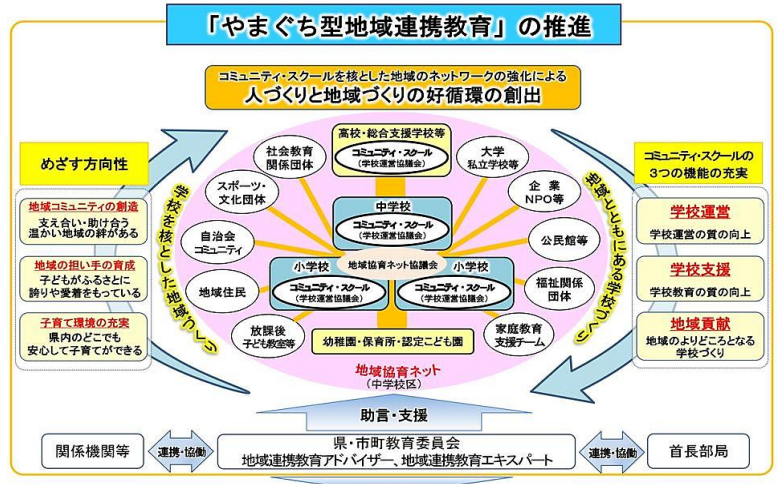 「やまぐち型地域連携教育」の推進
コミュニティ・スクールを核とした地域のネットワークの強化による
人づくりと地域づくりの好循環の創出
めざす方向性
地域コミュニティの創造
支え合い・助け合う
温かい地域の絆がある
地域の担い手の育成
子どもがふるさとに
誇りや愛着をもっている
子育て環境の充実
県内のどこでも
安心して子育てができる
学校を核とした地域づくり
高校・総合支援学校等
コミュニティ・スクール
(学校運営協議会)
社会教育
関係団体
スポーツ・
文化団体
自治会
コミュニティ
地域住民
放課後
子ども教室等
中学校
コミュニティ・スクール
(学校運営協議会)
地域協育ネット協議会
小学校
コミュニティ・スクール
(学校運営協議会)
小学校
コミュニティ・スクール
(学校運営協議会)
幼稚園・保育所・認定こども園
大学
私立学校等
企業
NPO等
公民館等
福祉関係
団体
家庭教育
支援チーム
地域協育ネット
(中学校区)
地域とともにある学校づくり
コミュニティ・スクールの
3つの機能の充実
学校運営
学校運営の質の向上
学校支援
学校教育の質の向上
地域貢献
地域のよりどころとなる
学校づくり
助言・支援
関係機関等
連携・協働
県・市町教育委員会
地域連携教育アドバイザー、地域連携教育エキスパート
連携・協働
首長部局